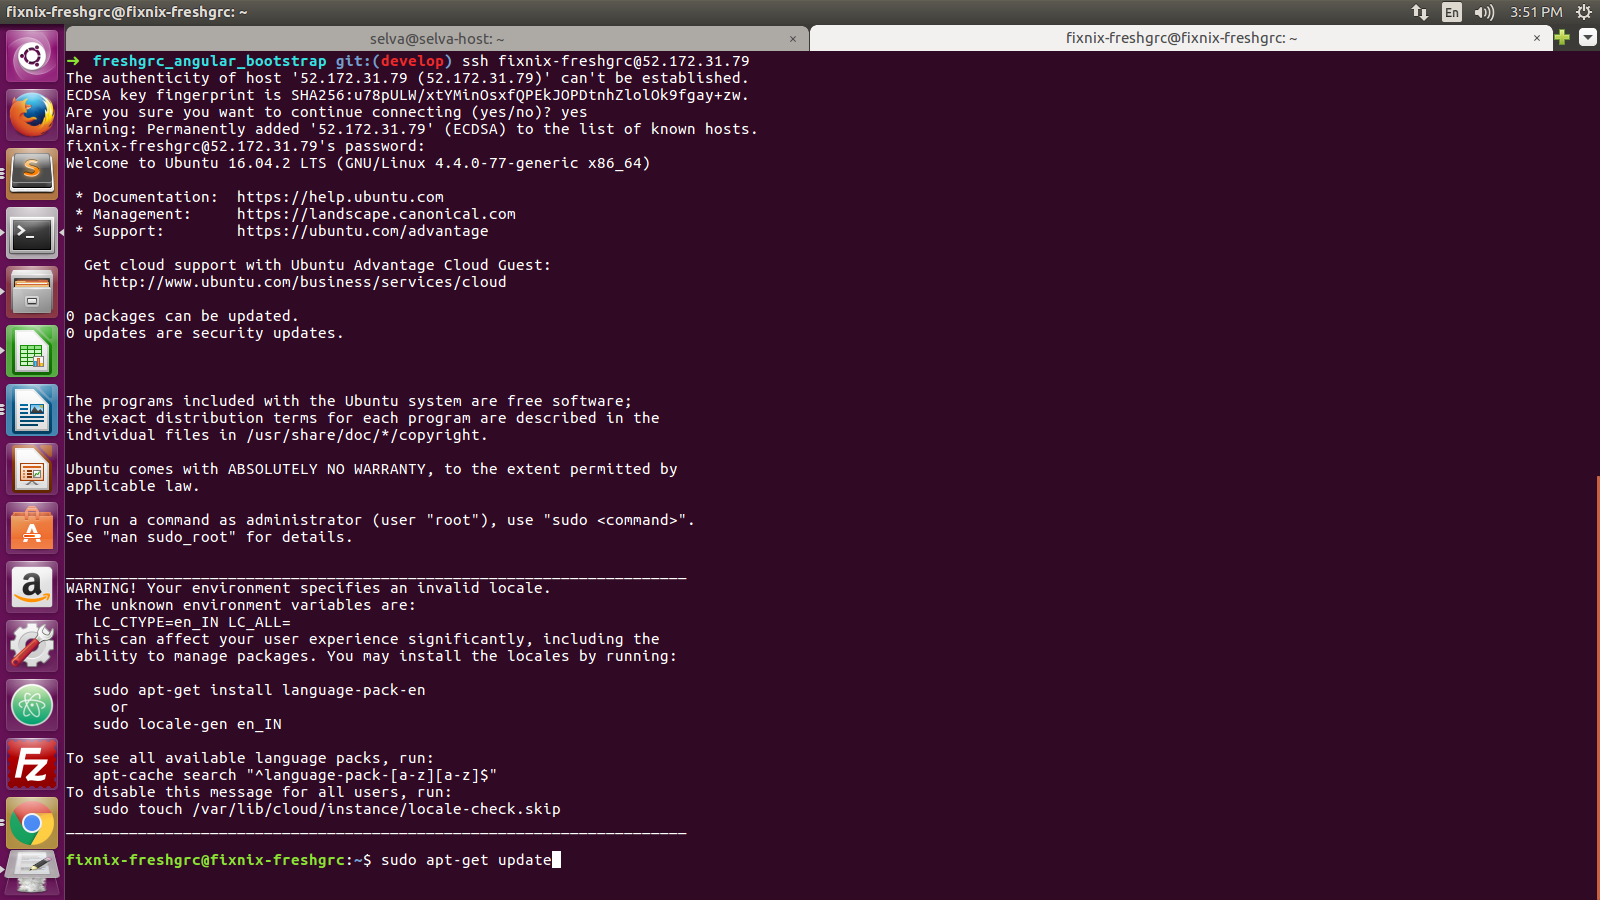 fixnix-freshgrc@fixnix-freshgrc: ~
En
3:51 PM
selva@selva-host: ~
×
fixnix-freshgrc@fixnix-freshgrc: ~
×
➜  freshgrc_angular_bootstrap git:(develop) ssh fixnix-freshgrc@52.172.31.79
The authenticity of host '52.172.31.79 (52.172.31.79)' can't be established.
ECDSA key fingerprint is SHA256:u78pULW/xtYMinOsxfQPEkJOPDtnhZlolOk9fgay+zw.
Are you sure you want to continue connecting (yes/no)? yes
Warning: Permanently added '52.172.31.79' (ECDSA) to the list of known hosts.
fixnix-freshgrc@52.172.31.79's password:
Welcome to Ubuntu 16.04.2 LTS (GNU/Linux 4.4.0-77-generic x86_64)
 * Documentation:  https://help.ubuntu.com
 * Management:     https://landscape.canonical.com
 * Support:        https://ubuntu.com/advantage
  Get cloud support with Ubuntu Advantage Cloud Guest:
    http://www.ubuntu.com/business/services/cloud
0 packages can be updated.
0 updates are security updates.
The programs included with the Ubuntu system are free software;
the exact distribution terms for each program are described in the
individual files in /usr/share/doc/*/copyright.
Ubuntu comes with ABSOLUTELY NO WARRANTY, to the extent permitted by
applicable law.
To run a command as administrator (user "root"), use "sudo <command>".
See "man sudo_root" for details.
_____________________________________________________________________
WARNING! Your environment specifies an invalid locale.
 The unknown environment variables are:
   LC_CTYPE=en_IN LC_ALL=
 This can affect your user experience significantly, including the
 ability to manage packages. You may install the locales by running:
   sudo apt-get install language-pack-en
     or
   sudo locale-gen en_IN
To see all available language packs, run:
   apt-cache search "^language-pack-[a-z][a-z]$"
To disable this message for all users, run:
   sudo touch /var/lib/cloud/instance/locale-check.skip
_____________________________________________________________________
fixnix-freshgrc@fixnix-freshgrc:~$ sudo apt-get update